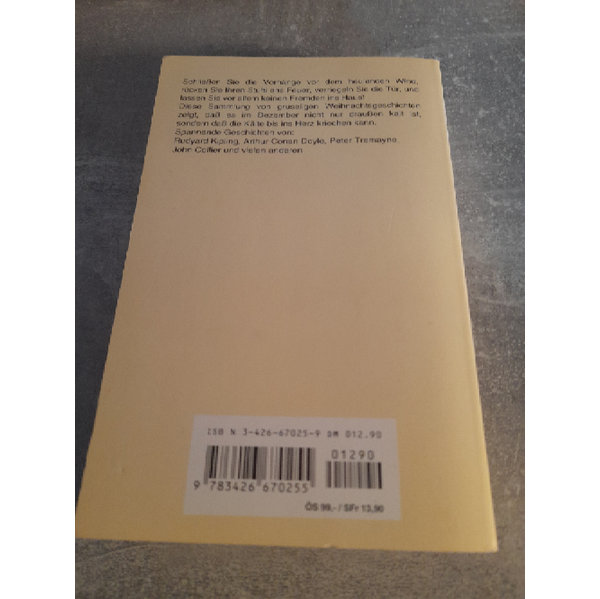 Schließen Sie die Vorhänge vor dem heulenden Wind,
rücken Sie Ihren Stuhl ans Feuer, verriegeln Sie die Tür, und
lassen Sie vor allem keinen Fremden ins Haus!
Diese Sammlung von gruseligen Weihnachtsgeschichten
zeigt, daß es im Dezember nicht nur draußen kalt ist,
sondern daß die Kälte bis ins Herz kriechen kann.
Spannende Geschichten von:
Rudyard Kipling, Arthur Conan Doyle, Peter Tremayne,
John Collier und vielen anderen
ISBN 3-426-67025-9 DM 012.90
01290
9 783426 670255
ÖS 99,- / SFr 13,90